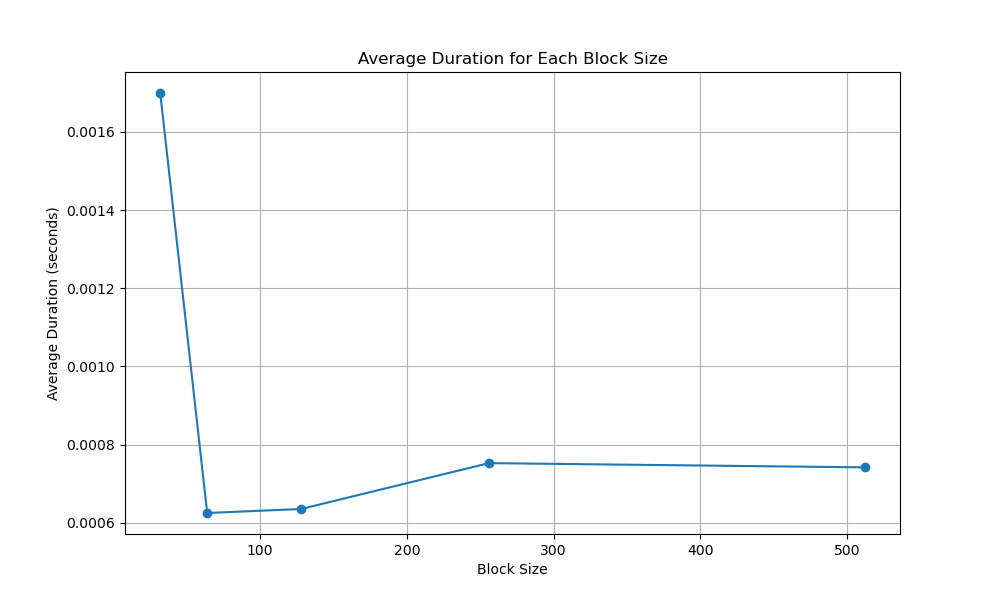 Average Duration for Each Block Size
0.0016
0.0014
0.0012
0.0010
0.0008
0.0006
Average Duration (seconds)
100 200 300 400 500
Block Size